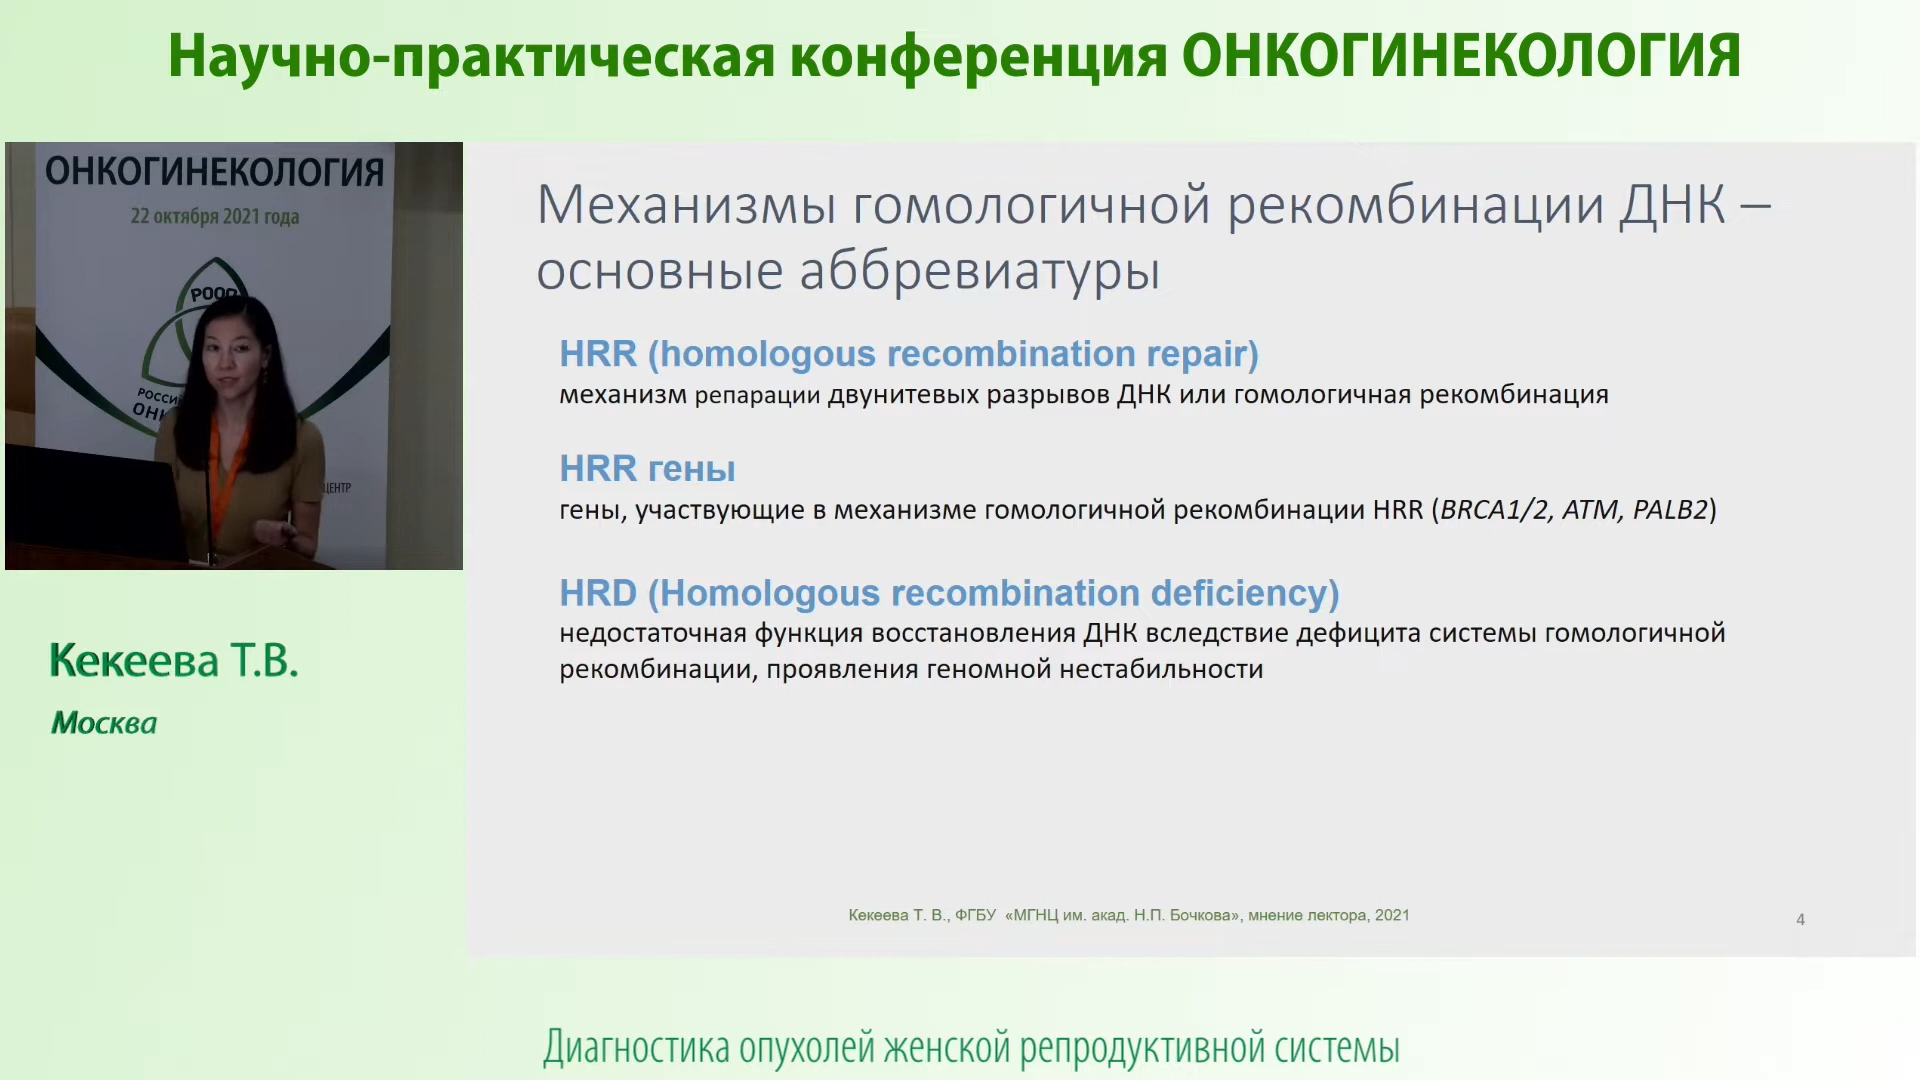 Научно-практическая конференция ОНКОГИНЕКОЛОГИЯ
ОНКОГИНЕКОЛОГИЯ
22 октября 2021 года
РООО
ЦЕНТР
Кекеева Т.В.
Москва
Механизмы гомологичной рекомбинации ДНК –
основные аббревиатуры
HRR (homologous recombination repair)
механизм репарации двунитевых разрывов ДНК или гомологичная рекомбинация
HRR гены
гены, участвующие в механизме гомологичной рекомбинации HRR (BRCA1/2, ATM, PALB2)
HRD (Homologous recombination deficiency)
недостаточная функция восстановления ДНК вследствие дефицита системы гомологичной
рекомбинации, проявления геномной нестабильности
Кекеева Т. В., ФГБУ «МГНЦ им. акад. Н.П. Бочкова», мнение лектора, 2021
4
Диагностика опухолей женской репродуктивной системы